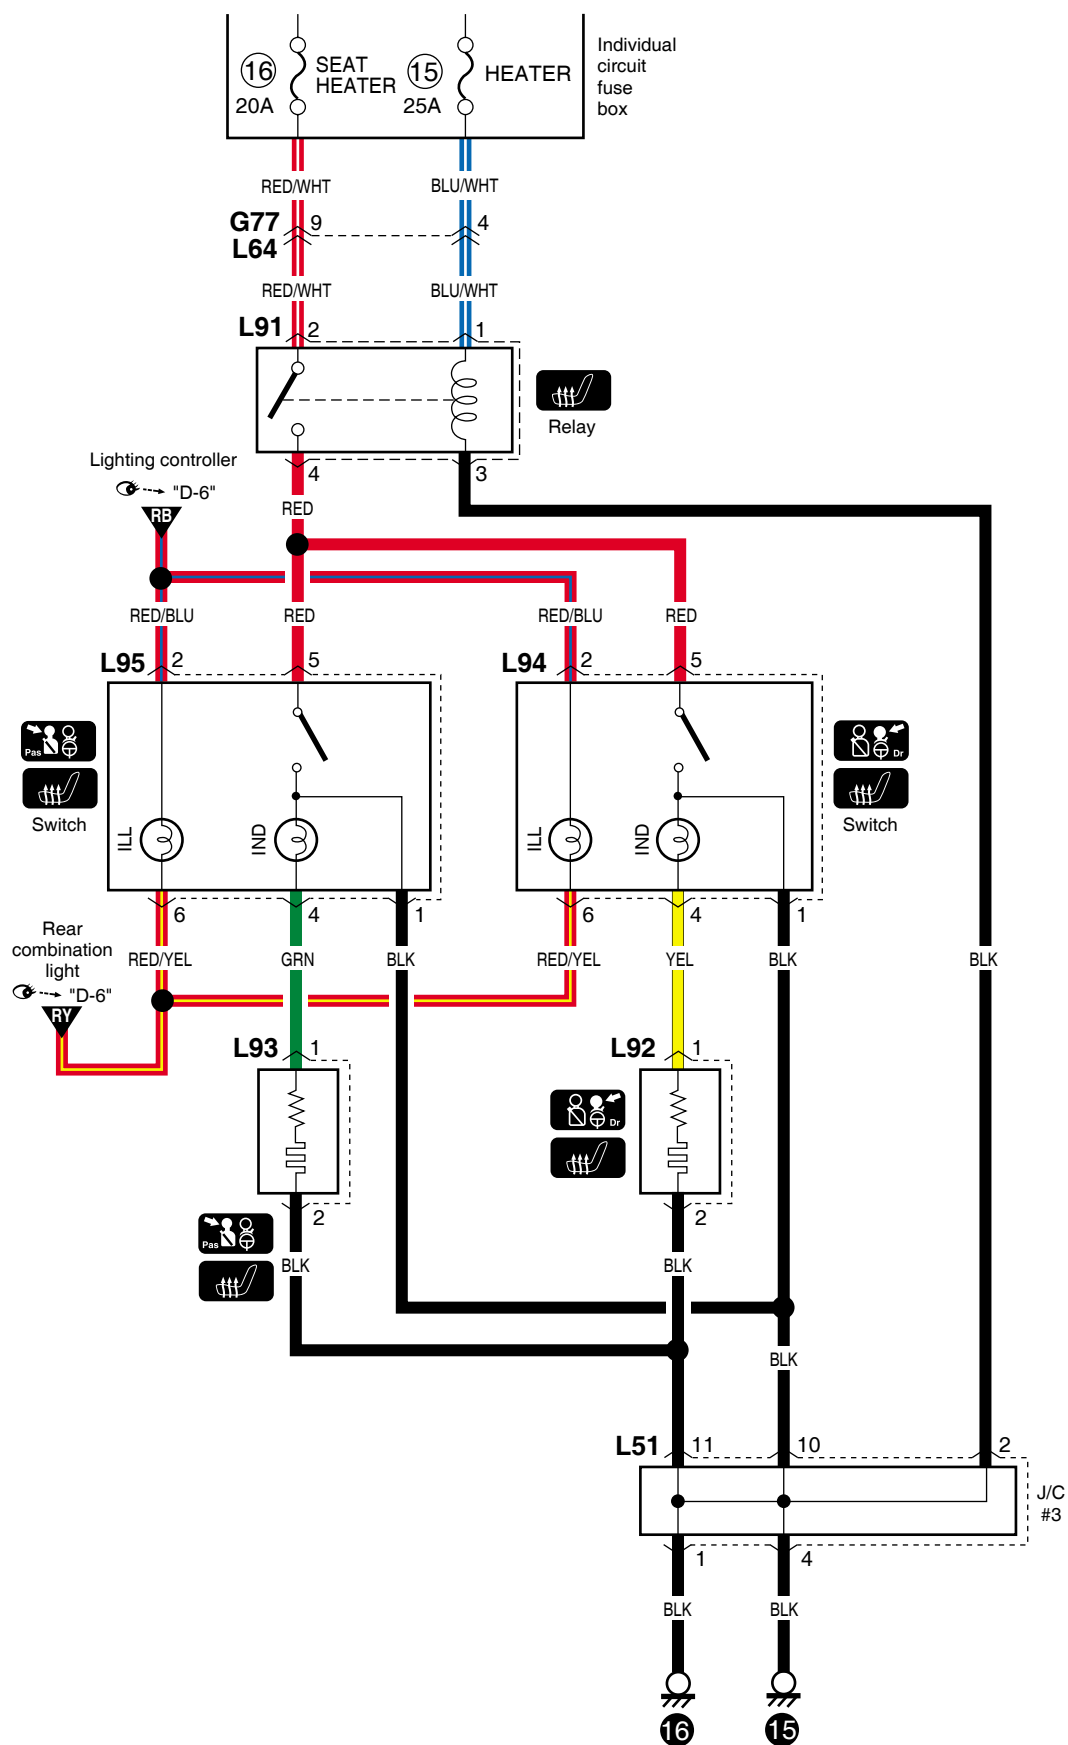 Individual
circuit
fuse
box
16
SEAT
HEATER
20A
15
HEATER
25A
RED/WHT
BLU/WHT
G77
9
4
L64
RED/WHT
BLU/WHT
L91
2
1
Relay
4
3
Lighting controller
"D-6"
RB
RED
RED/BLU
RED
RED/BLU
RED
L95
2
5
L94
2
5
Pas
Switch
ILL
IND
ILL
IND
Dr
Switch
6
4
1
6
4
1
Rear
combination
light
"D-6"
RY
RED/YEL
GRN
BLK
RED/YEL
YEL
BLK
BLK
L93
1
L92
1
Dr
2
2
Pas
BLK
BLK
BLK
L51
11
10
2
J/C
#3
1
4
BLK
BLK
16
15